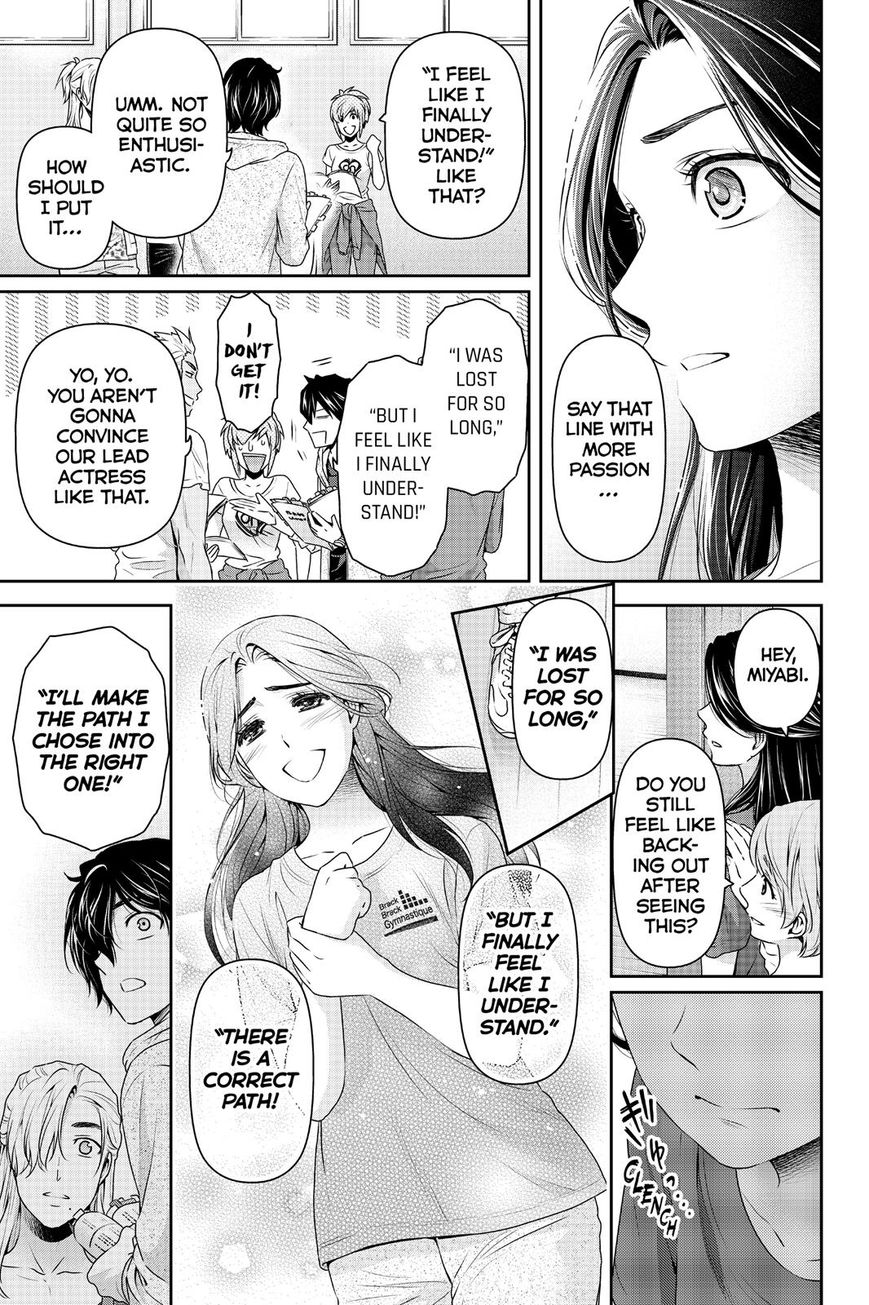 SAY THAT
LINE WITH
MORE
PASSION
...
"I FEEL
LIKE I
FINALLY
UNDER-
STAND!"
LIKE
THAT?
UMM. NOT
QUITE SO
ENTHUSI-
ASTIC.
HOW
SHOULD
I PUT
IT...
"I WAS
LOST
FOR SO
LONG,"
"BUT I
FEEL LIKE
I FINALLY
UNDER-
STAND!"
I
DON'T
GET
IT!
YO, YO.
YOU AREN'T
GONNA
CONVINCE
OUR LEAD
ACTRESS
LIKE THAT.
HEY,
MIYABI.
DO YOU
STILL
FEEL LIKE
BACK-
ING OUT
AFTER
SEEING
THIS?
ギュッ...
CLENCH
"I WAS
LOST
FOR SO
LONG,"
"BUT I
FINALLY
FEEL
LIKE I
UNDER-
STAND."
Brack
Brack
Gymnastique
"THERE
IS A
CORRECT
PATH!
"I'LL MAKE
THE PATH I
CHOSE INTO
THE RIGHT
ONE!"